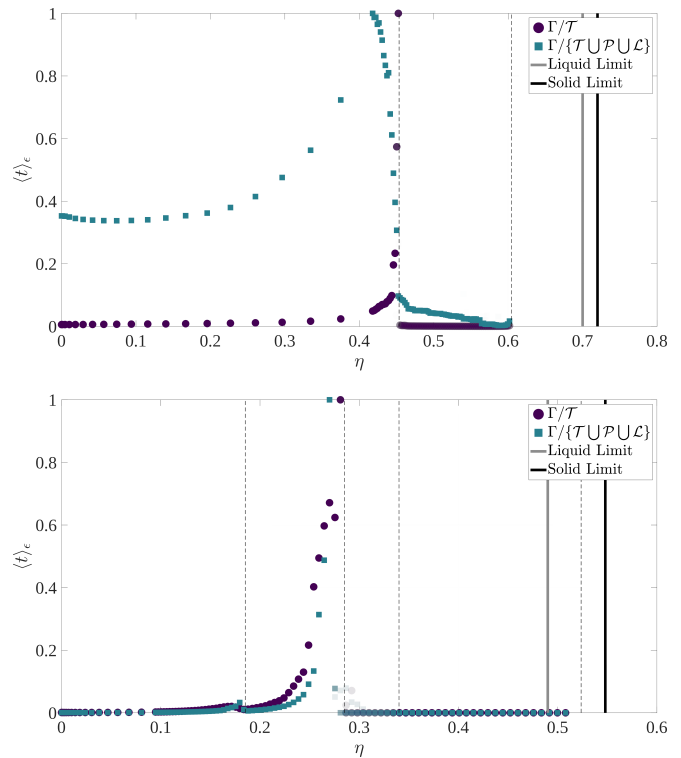 1
0.8
0.6
0.4
0.2
0
⟨t⟩ϵ
0 0.1 0.2 0.3 0.4 0.5 0.6 0.7 0.8
η
Γ/𝒯
Γ/{𝒯 ⋃ 𝒫 ⋃ ℒ}
Liquid Limit
Solid Limit
1
0.8
0.6
0.4
0.2
0
⟨t⟩ϵ
0 0.1 0.2 0.3 0.4 0.5 0.6
η
Γ/𝒯
Γ/{𝒯 ⋃ 𝒫 ⋃ ℒ}
Liquid Limit
Solid Limit